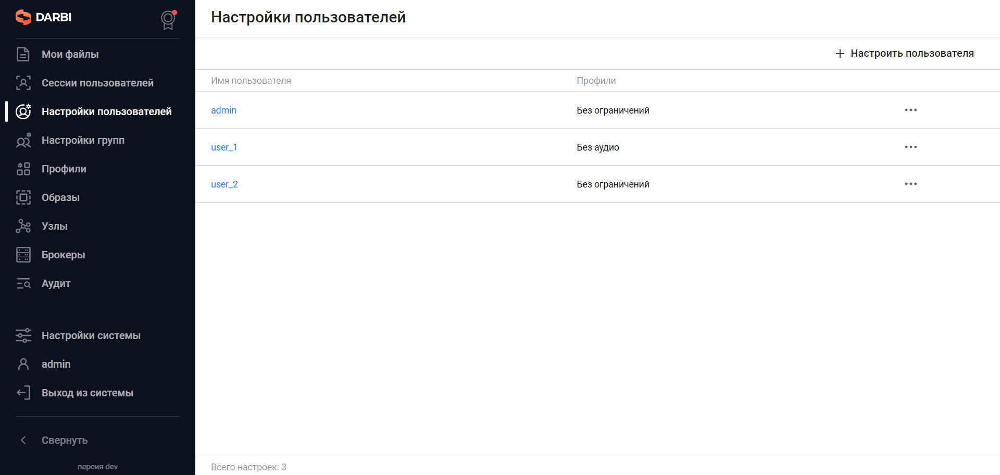 DARBI
Мои файлы
Сессии пользователей
Настройки пользователей
Настройки групп
Профили
Образы
Узлы
Брокеры
Аудит
Настройки системы
admin
Выход из системы
Свернуть
версия dev
Настройки пользователей
Настроить пользователя
Имя пользователя Профили
admin Без ограничений
user_1 Без аудио
user_2 Без ограничений
Всего настроек: 3